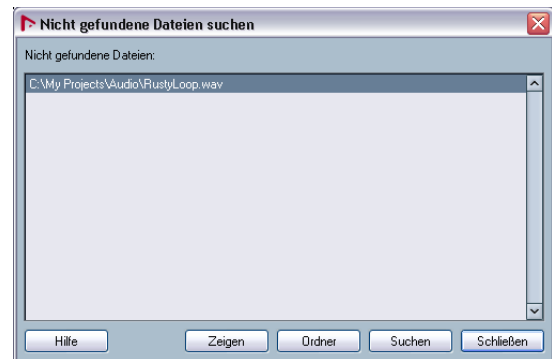 Nicht gefundene Dateien suchen
Nicht gefundene Dateien:
C:\My Projects\Audio\RustyLoop.wav
Hilfe Zeigen Ordner Suchen Schließen